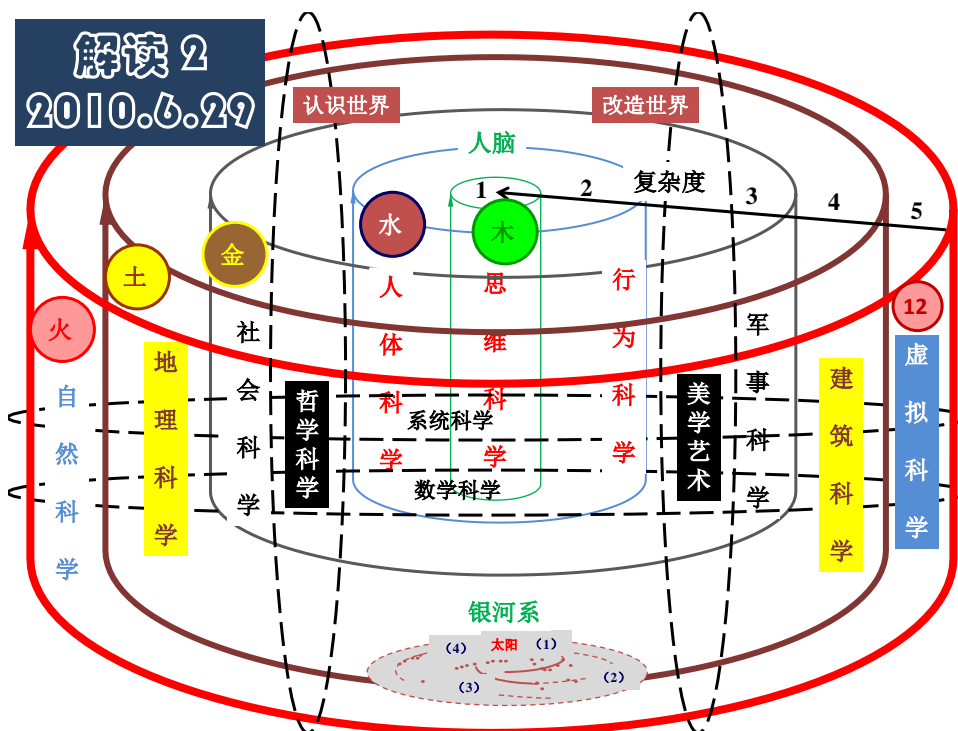 解读 2
2010.6.29
认识世界
改造世界
人脑
复杂度
1
2
3
4
5
水
木
金
土
火
12
自然科学
地理科学
社会科学
哲学科学
人体科学
思维科学
行为科学
美学艺术
军事科学
建筑科学
虚拟科学
系统科学
数学科学
银河系
太阳
（1）
（2）
（3）
（4）